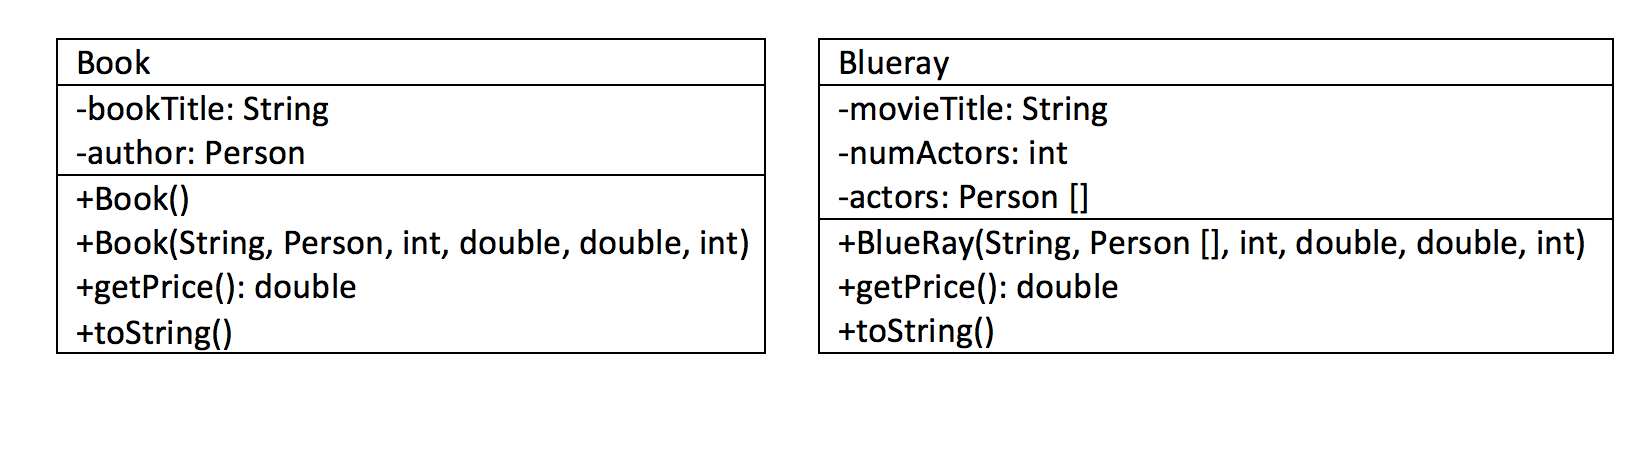 Book
-bookTitle: String
-author: Person
+Book()
+Book(String, Person, int, double, double, int)
+getPrice(): double
+toString()
Blueray
-movieTitle: String
-numActors: int
-actors: Person []
+BlueRay(String, Person [], int, double, double, int)
+getPrice(): double
+toString()